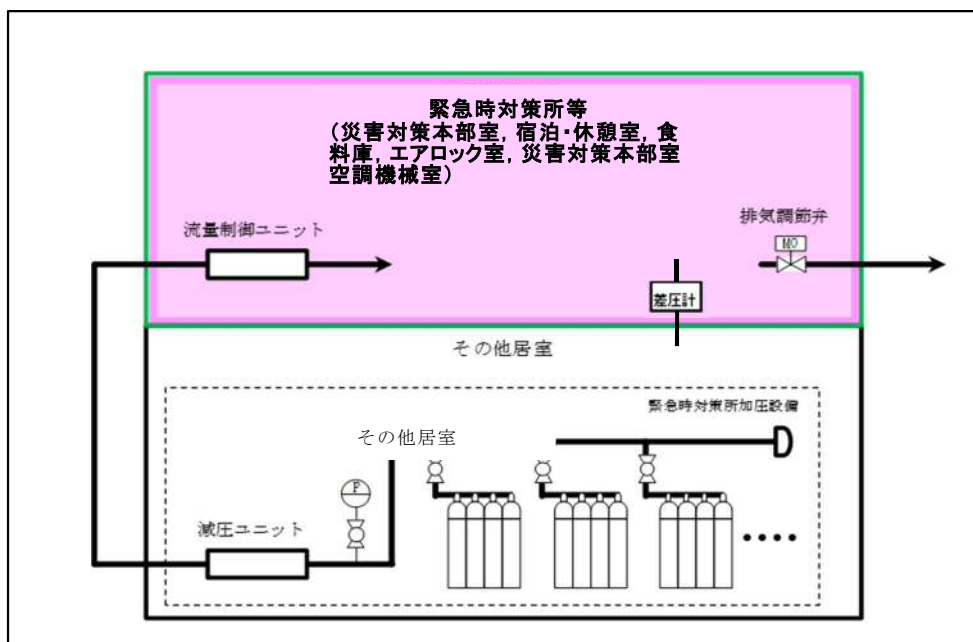 緊急時対策所等
(災害対策本部室,宿泊・休憩室,食
料庫,エアロック室,災害対策本部室
空調機械室)
排気調節弁
流量制御ユニット
MO
差圧計
その他居室
緊急時対策所加圧設備
その他居室
P
減圧ユニット